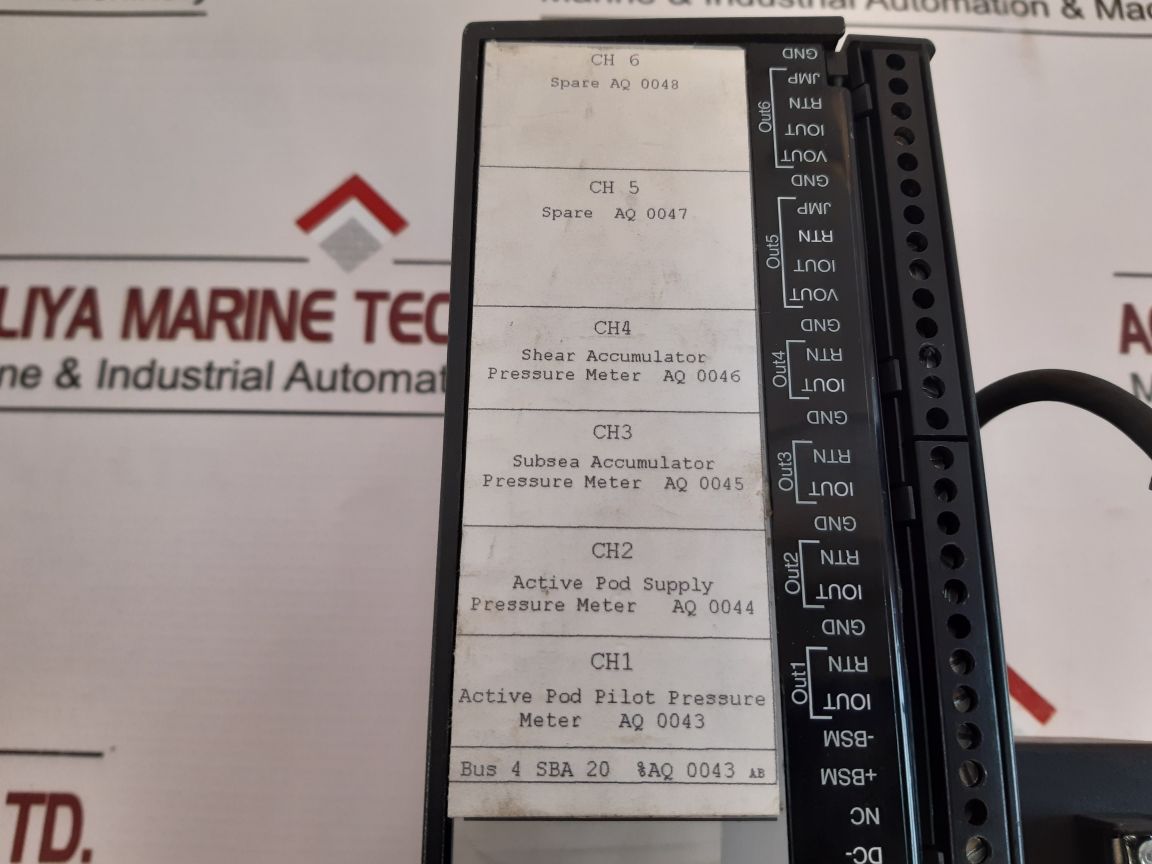 Marine & Industrial Automation & Mac
CH 6
Spare AQ 0048
CH 5
Spare AQ 0047
CH4
Shear Accumulator
Pressure Meter AQ 0046
CH3
Subsea Accumulator
Pressure Meter AQ 0045
CH2
Active Pod Supply
Pressure Meter AQ 0044
CH1
Active Pod Pilot Pressure
Meter AQ 0043
Bus 4 SBA 20 %AQ 0043 AB
GND
JMP
RTN
IOUT
VOUT
Out6
GND
JMP
RTN
IOUT
VOUT
Out5
GND
RTN
IOUT
Out4
GND
RTN
IOUT
Out3
GND
RTN
IOUT
Out2
GND
RTN
IOUT
Out1
-BSM
+BSM
NC
DC-
LIYA MARINE TEC
ne & Industrial Automat
TD.